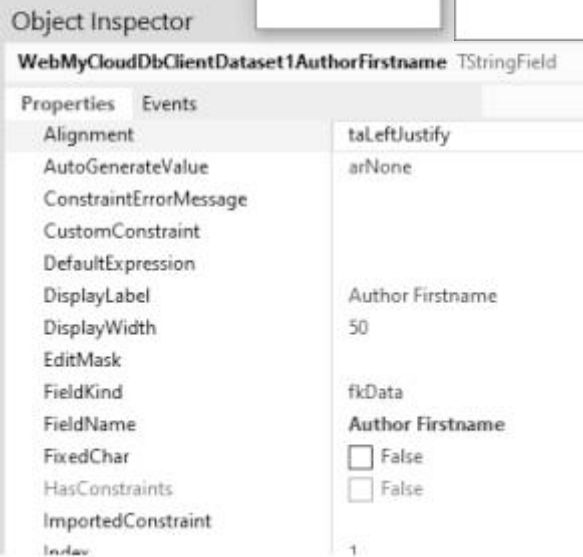 Object Inspector
WebMyCloudDbClientDataset1AuthorFirstname TStringField
Properties Events
Alignment taLeftJustify
AutoGenerateValue arNone
ConstraintErrorMessage
CustomConstraint
DefaultExpression
DisplayLabel Author Firstname
DisplayWidth 50
EditMask
FieldKind fkData
FieldName Author Firstname
FixedChar False
HasConstraints False
ImportedConstraint
Index 1